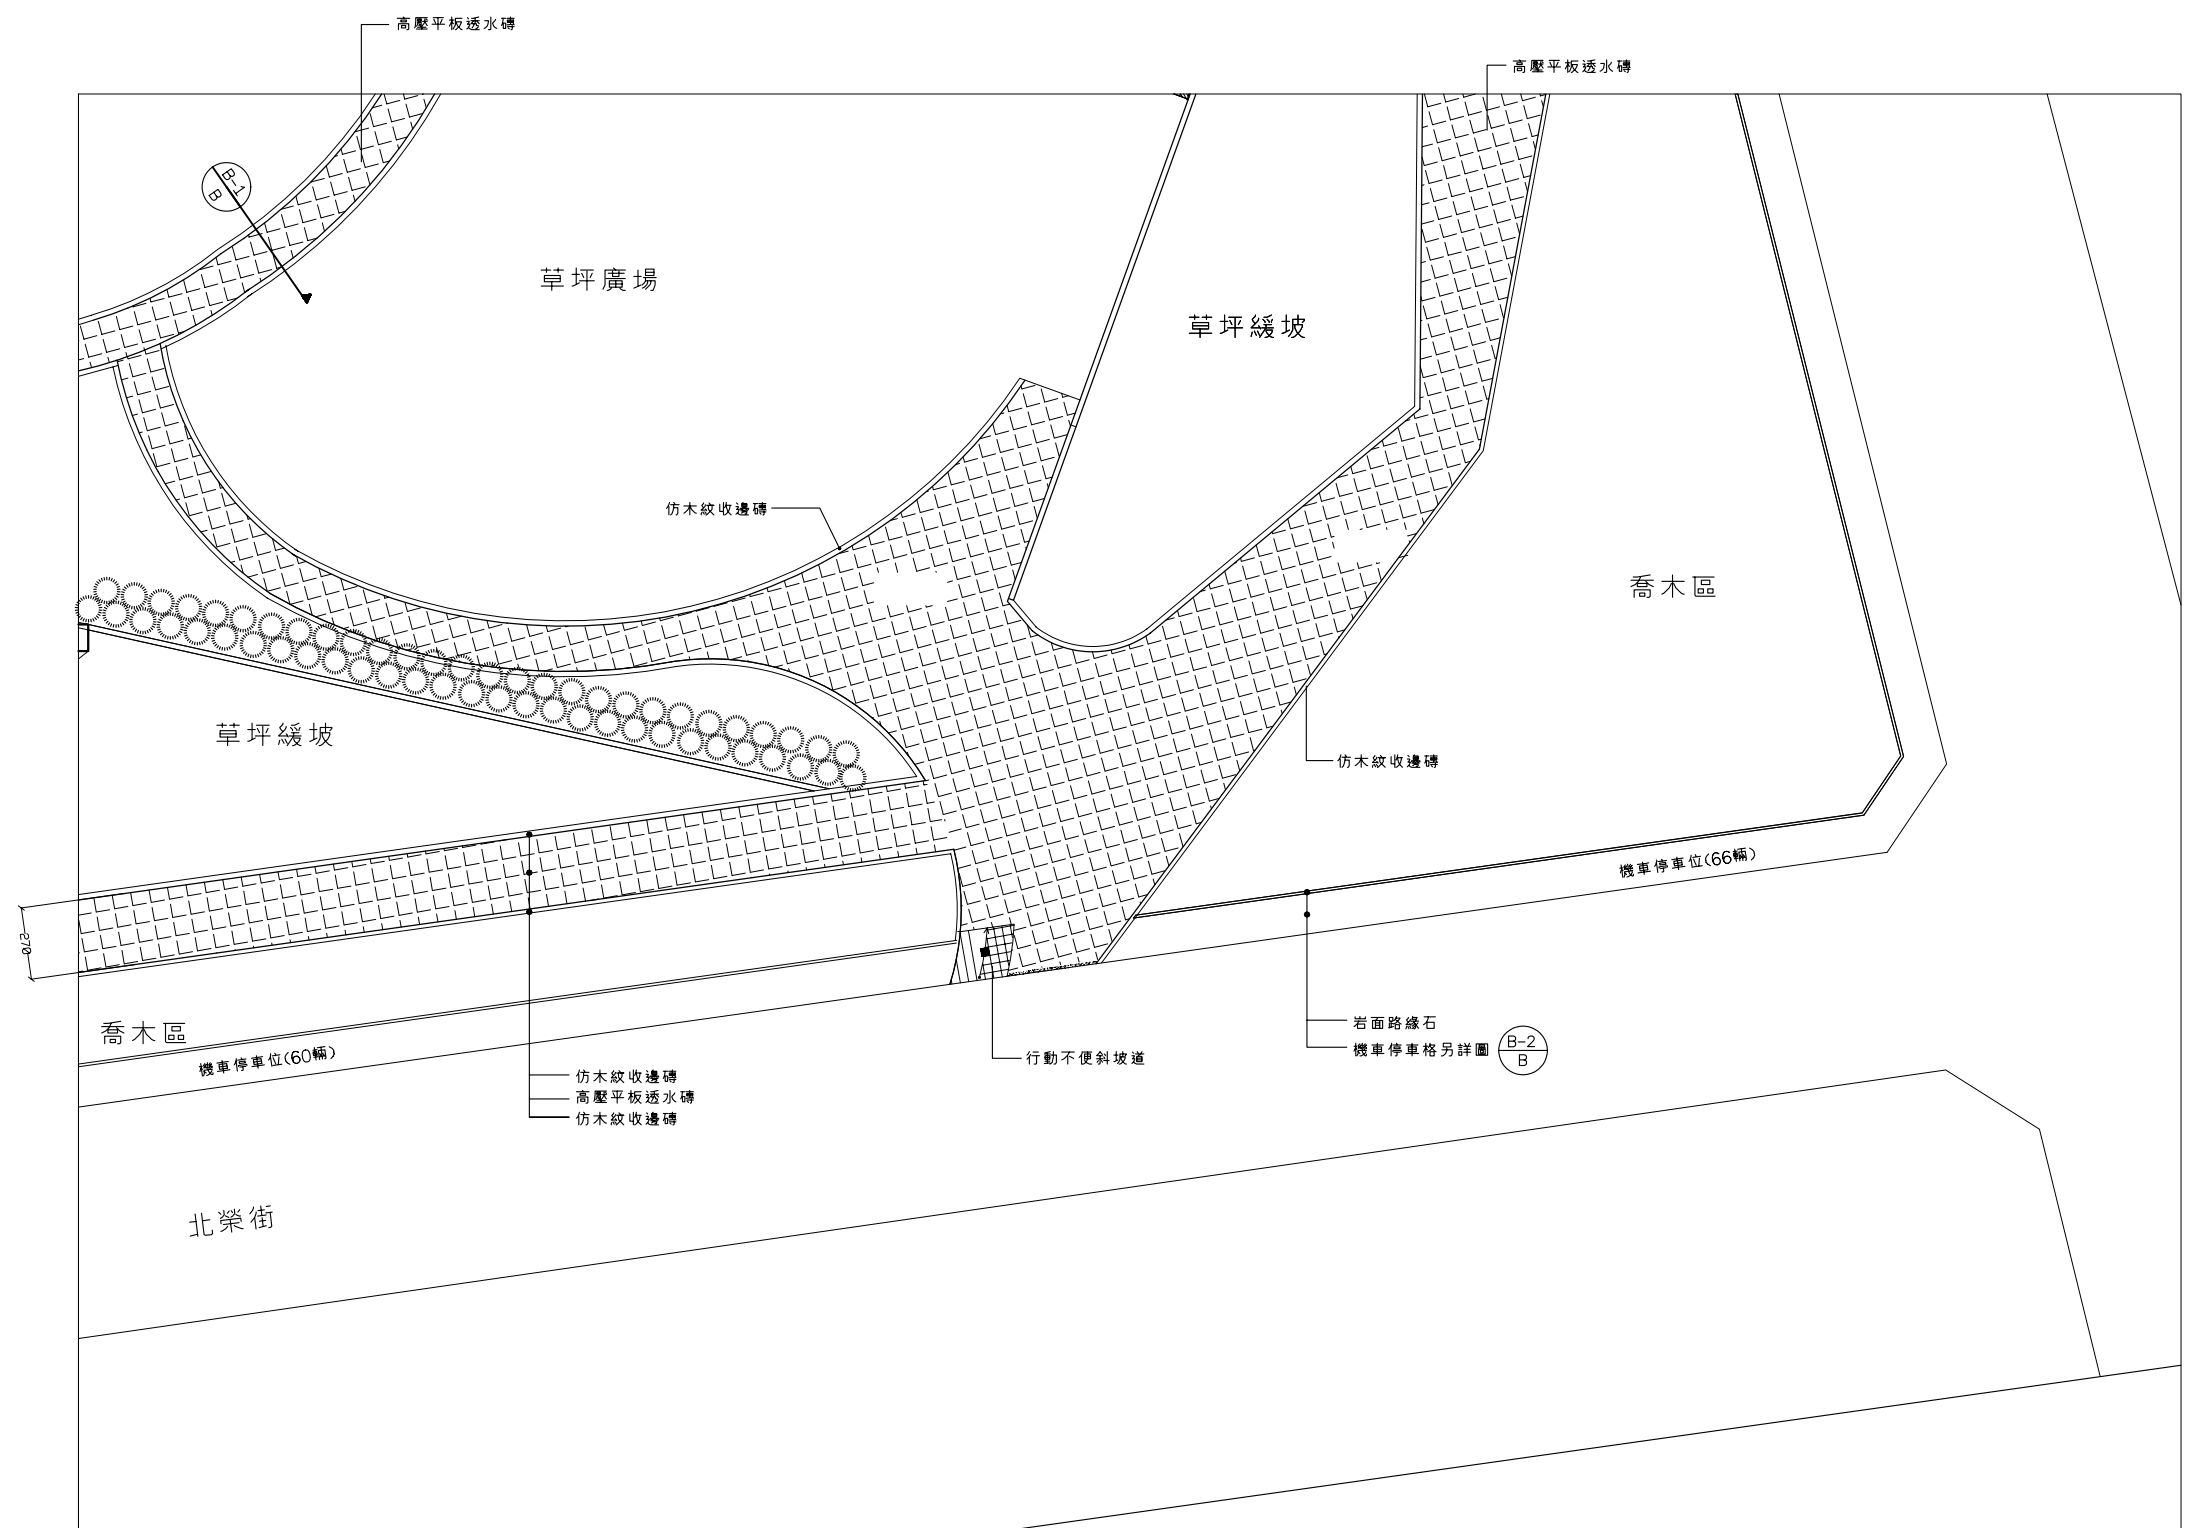 高壓平板透水磚
高壓平板透水磚
B-1
B
草坪廣場
草坪緩坡
仿木紋收邊磚
喬木區
草坪緩坡
仿木紋收邊磚
機車停車位(66輛)
270
喬木區
機車停車位(60輛)
岩面路緣石
機車停車格另詳圖
B-2
B
行動不便斜坡道
仿木紋收邊磚
高壓平板透水磚
仿木紋收邊磚
北榮街